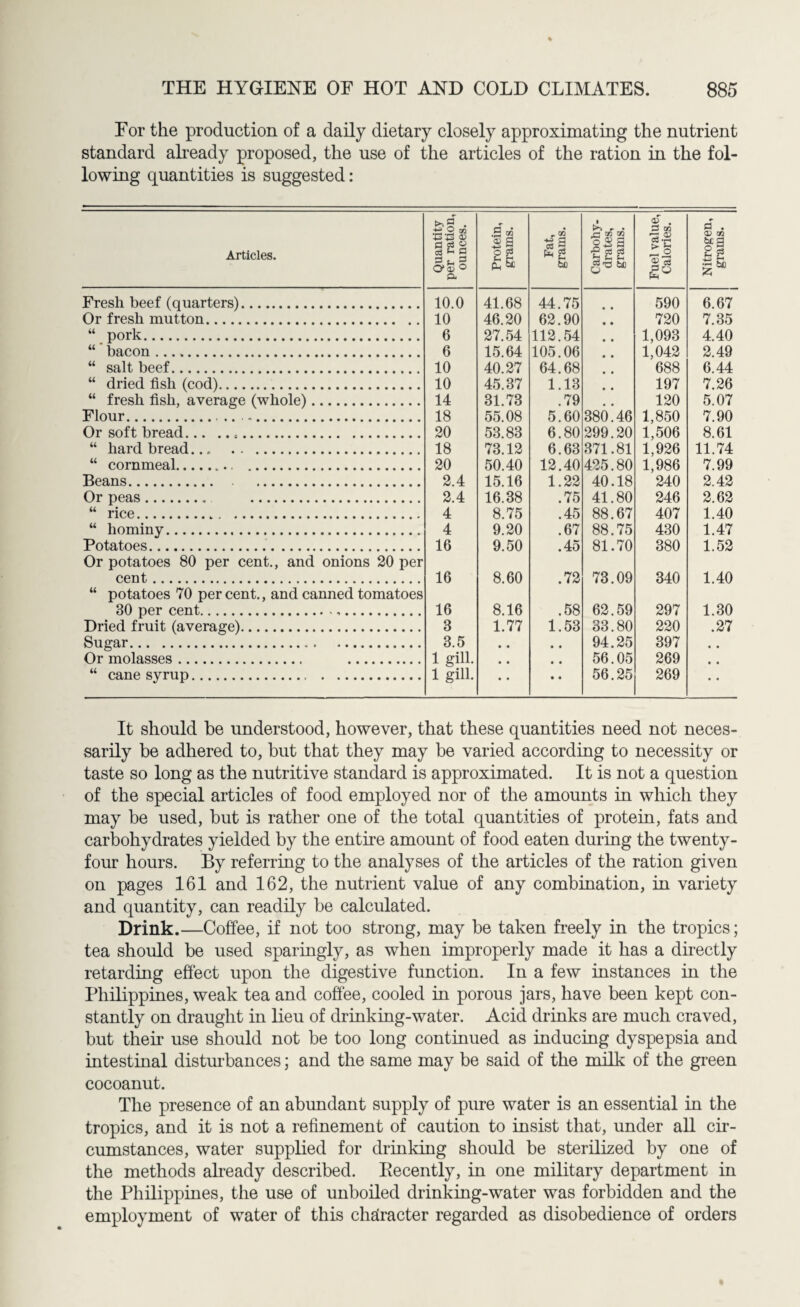 THE HYGIENE OF HOT AND COLD CLIMATES. 885
For the production of a daily dietary closely approximating the nutrient
standard already proposed, the use of the articles of the ration in the fol-
lowing quantities is suggested:
Articles. Quantity per ration, ounces. Protein, grams. Fat, grams. Carbohy-drates, grams. Fuel value, Calories. Nitrogen, grams.
Fresh beef (quarters) 10.0 41.68 44.75 .. 590 6.67
Or fresh mutton 10 46.20 62.90 .. 720 7.35
“ pork 6 27.54 112.54 .. 1,093 4.40
“ bacon 6 15.64 105.06 .. 1,042 2.49
“ salt beef 10 40.27 64.68 .. 688 6.44
“ dried fish (cod) 10 45.37 1.13 .. 197 7.26
“ fresh fish, average (whole) 14 31.73 .79 .. 120 5.07
Flour 18 55.08 5.60 380.46 1,850 7.90
Or soft bread 20 53.83 6.80 299.20 1,506 8.61
“ hard bread 18 73.12 6.63 371.81 1,926 11.74
“ cornmeal 20 50.40 12.40 425.80 1,986 7.99
Beans 2.4 15.16 1.22 40.18 240 2.42
Or peas 2.4 16.38 .75 41.80 246 2.62
“ rice 4 8.75 .45 88.67 407 1.40
“ hominy 4 9.20 .67 88.75 430 1.47
Potatoes 16 9.50 .45 81.70 380 1.52
Or potatoes 80 per cent., and onions 20 per
cent 16 8.60 .72 73.09 340 1.40
“ potatoes 70 per cent., and canned tomatoes
30 per cent 16 8.16 .58 62.59 297 1.30
Dried fruit (average) 3 1.77 1.53 33.80 220 .27
Sugar 3.5 .. .. 94.25 397 ..
Or molasses 1 gill. .. .. 56.05 269 ..
“ cane syrup 1 gill. .. .. 56.25 269 ..
It should be understood, however, that these quantities need not neces-
sarily be adhered to, but that they may be varied according to necessity or
taste so long as the nutritive standard is approximated. It is not a question
of the special articles of food employed nor of the amounts in which they
may be used, but is rather one of the total quantities of protein, fats and
carbohydrates yielded by the entire amount of food eaten during the twenty-
four hours. By referring to the analyses of the articles of the ration given
on pages 161 and 162, the nutrient value of any combination, in variety
and quantity, can readily be calculated.
Drink.—Coffee, if not too strong, may be taken freely in the tropics;
tea should be used sparingly, as when improperly made it has a directly
retarding effect upon the digestive function. In a few instances in the
Philippines, weak tea and coffee, cooled in porous jars, have been kept con-
stantly on draught in lieu of drinking-water. Acid drinks are much craved,
but their use should not be too long continued as inducing dyspepsia and
intestinal disturbances; and the same may be said of the milk of the green
cocoanut.
The presence of an abundant supply of pure water is an essential in the
tropics, and it is not a refinement of caution to insist that, under all cir-
cumstances, water supplied for drinking should be sterilized by one of
the methods already described. Recently, in one military department in
the Philippines, the use of unboiled drinking-water was forbidden and the
employment of water of this character regarded as disobedience of orders